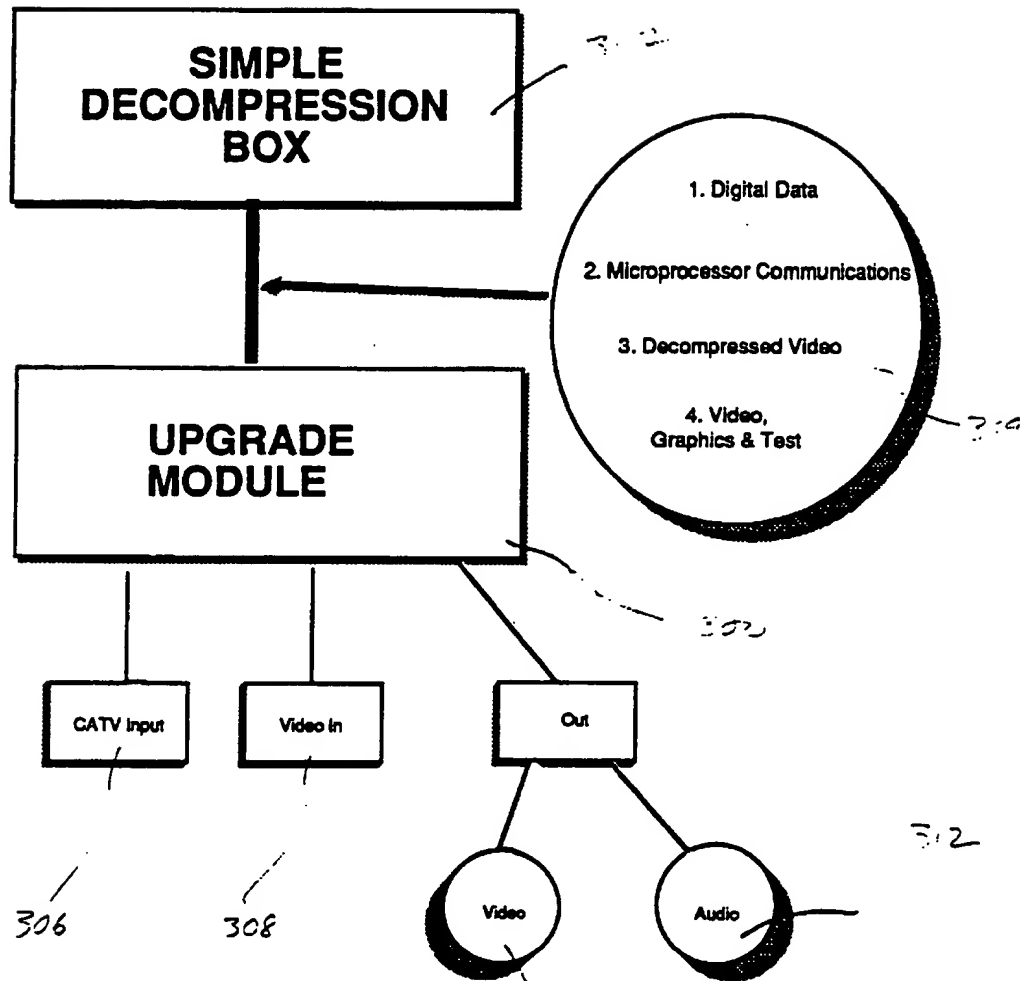 SIMPLE
DECOMPRESSION
BOX
1. Digital Data
2. Microprocessor Communications
3. Decompressed Video
4. Video,
Graphics & Test
UPGRADE
MODULE
CATV Input
Video In
Out
312
306
308
Video
Audio